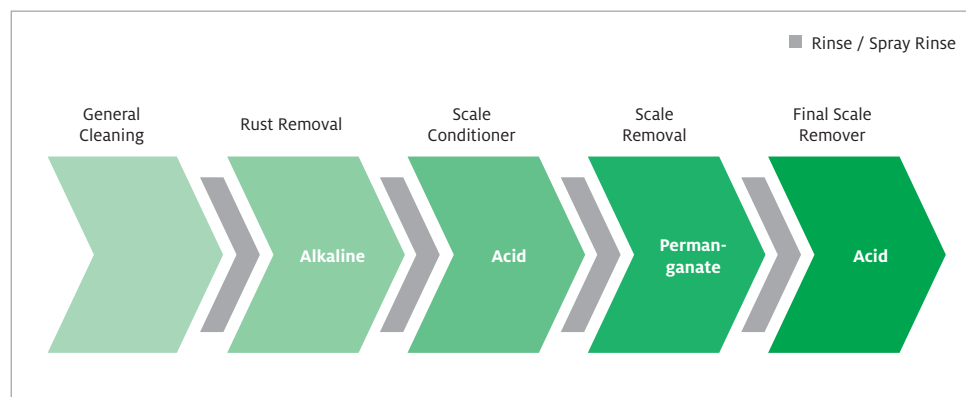 Rinse / Spray Rinse
General
Cleaning
Rust Removal
Scale
Conditioner
Scale
Removal
Final Scale
Remover
Alkaline
Acid
Perman-
ganate
Acid